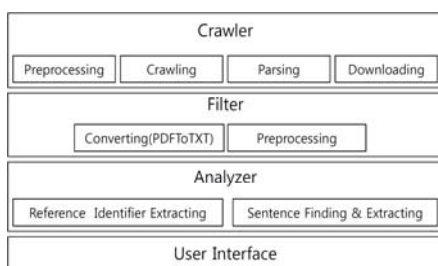 Crawler
Preprocessing Crawling Parsing Downloading
Filter
Converting(PDFToTXT) Preprocessing
Analyzer
Reference Identifier Extracting Sentence Finding & Extracting
User Interface